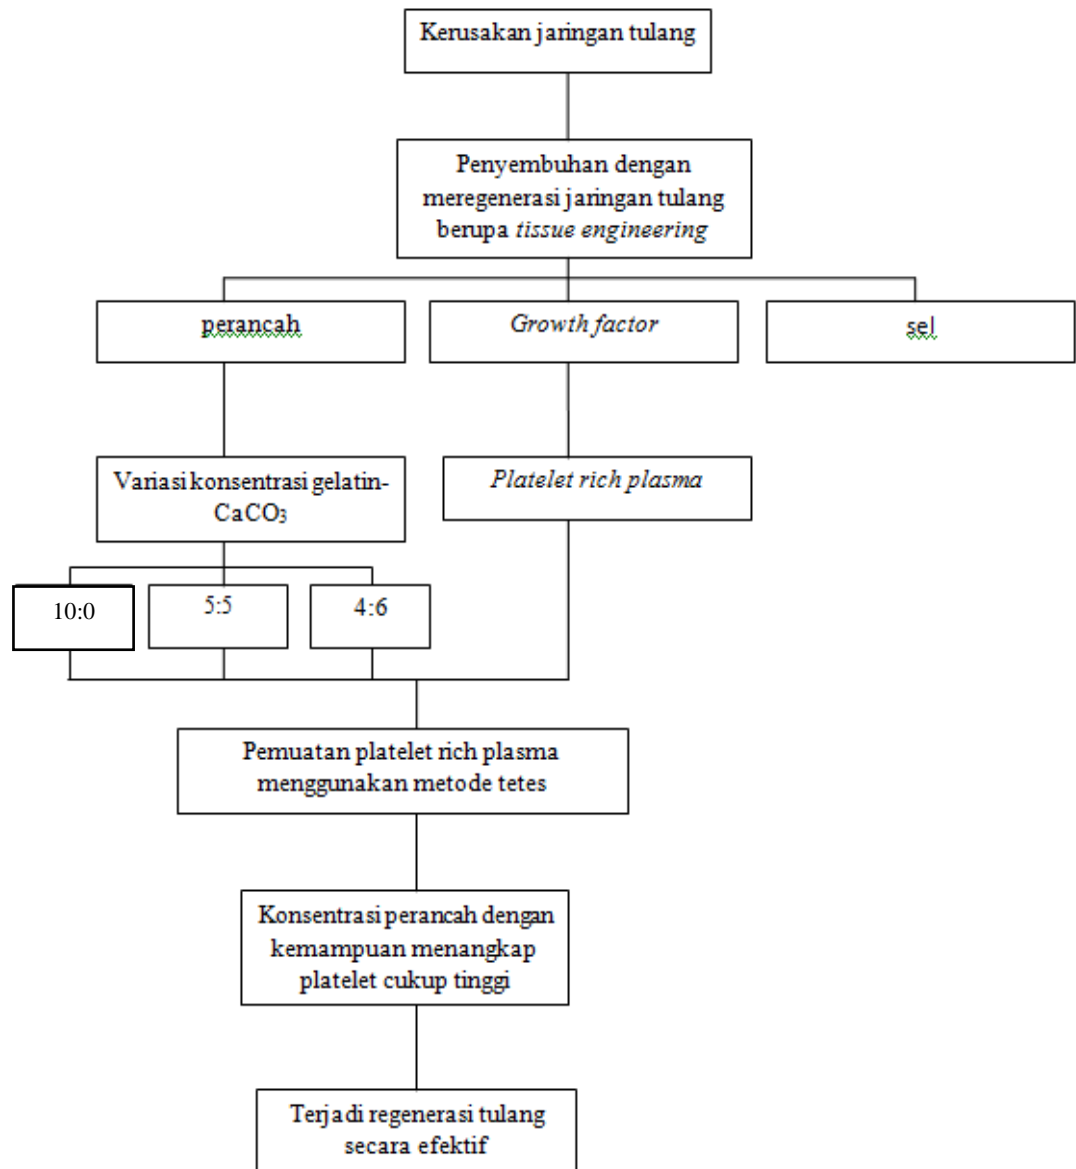 Kerusakan jaringan tulang
Penyembuhan dengan
meregenerasi jaringan tulang
berupa tissue engineering
perancah
Growth factor
sel
Variasi konsentrasi gelatin-
CaCO₃
Platelet rich plasma
10:0
5:5
4:6
Pemuatan platelet rich plasma
menggunakan metode tetes
Konsentrasi perancah dengan
kemampuan menangkap
platelet cukup tinggi
Terjadi regenerasi tulang
secara efektif